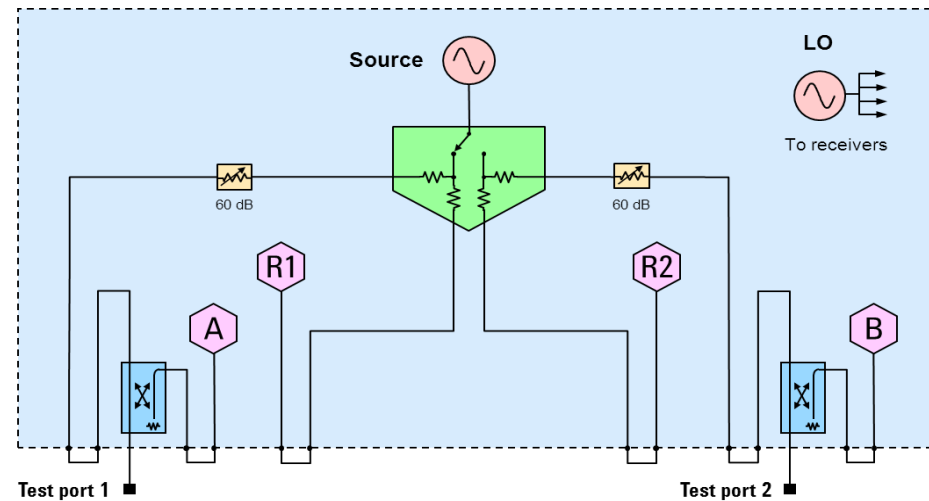 Source
LO
To receivers
60 dB
60 dB
R1
R2
A
B
Test port 1
Test port 2